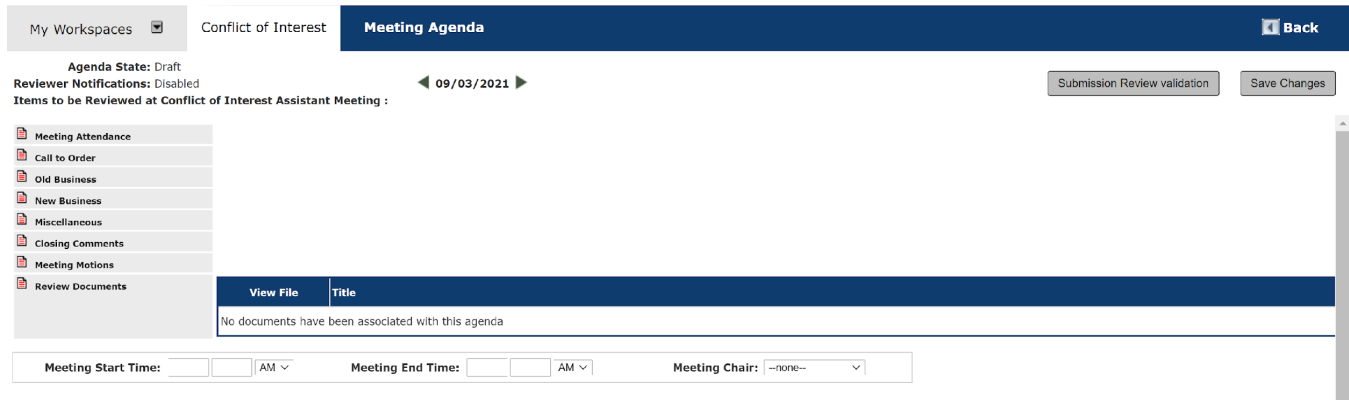 My Workspaces Conflict of Interest Meeting Agenda Back
Agenda State: Draft
Reviewer Notifications: Disabled
09/03/2021
Submission Review validation Save Changes
Items to be Reviewed at Conflict of Interest Assistant Meeting :
Meeting Attendance
Call to Order
Old Business
New Business
Miscellaneous
Closing Comments
Meeting Motions
Review Documents
View File Title
No documents have been associated with this agenda
Meeting Start Time: AM Meeting End Time: AM Meeting Chair: --none--